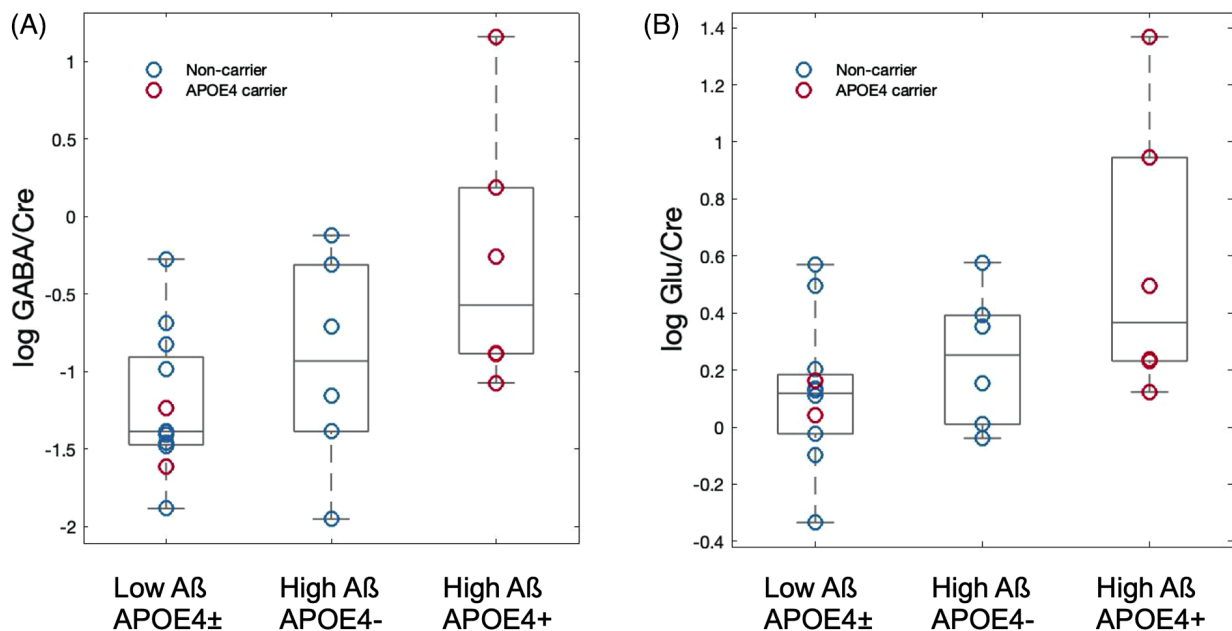 (A)
log GABA/Cre
1
0.5
0
-0.5
-1
-1.5
-2
Non-carrier
APOE4 carrier
Low Aß
APOE4±
High Aß
APOE4-
High Aß
APOE4+
(B)
log Glu/Cre
1.4
1.2
1
0.8
0.6
0.4
0.2
0
-0.2
-0.4
Non-carrier
APOE4 carrier
Low Aß
APOE4±
High Aß
APOE4-
High Aß
APOE4+